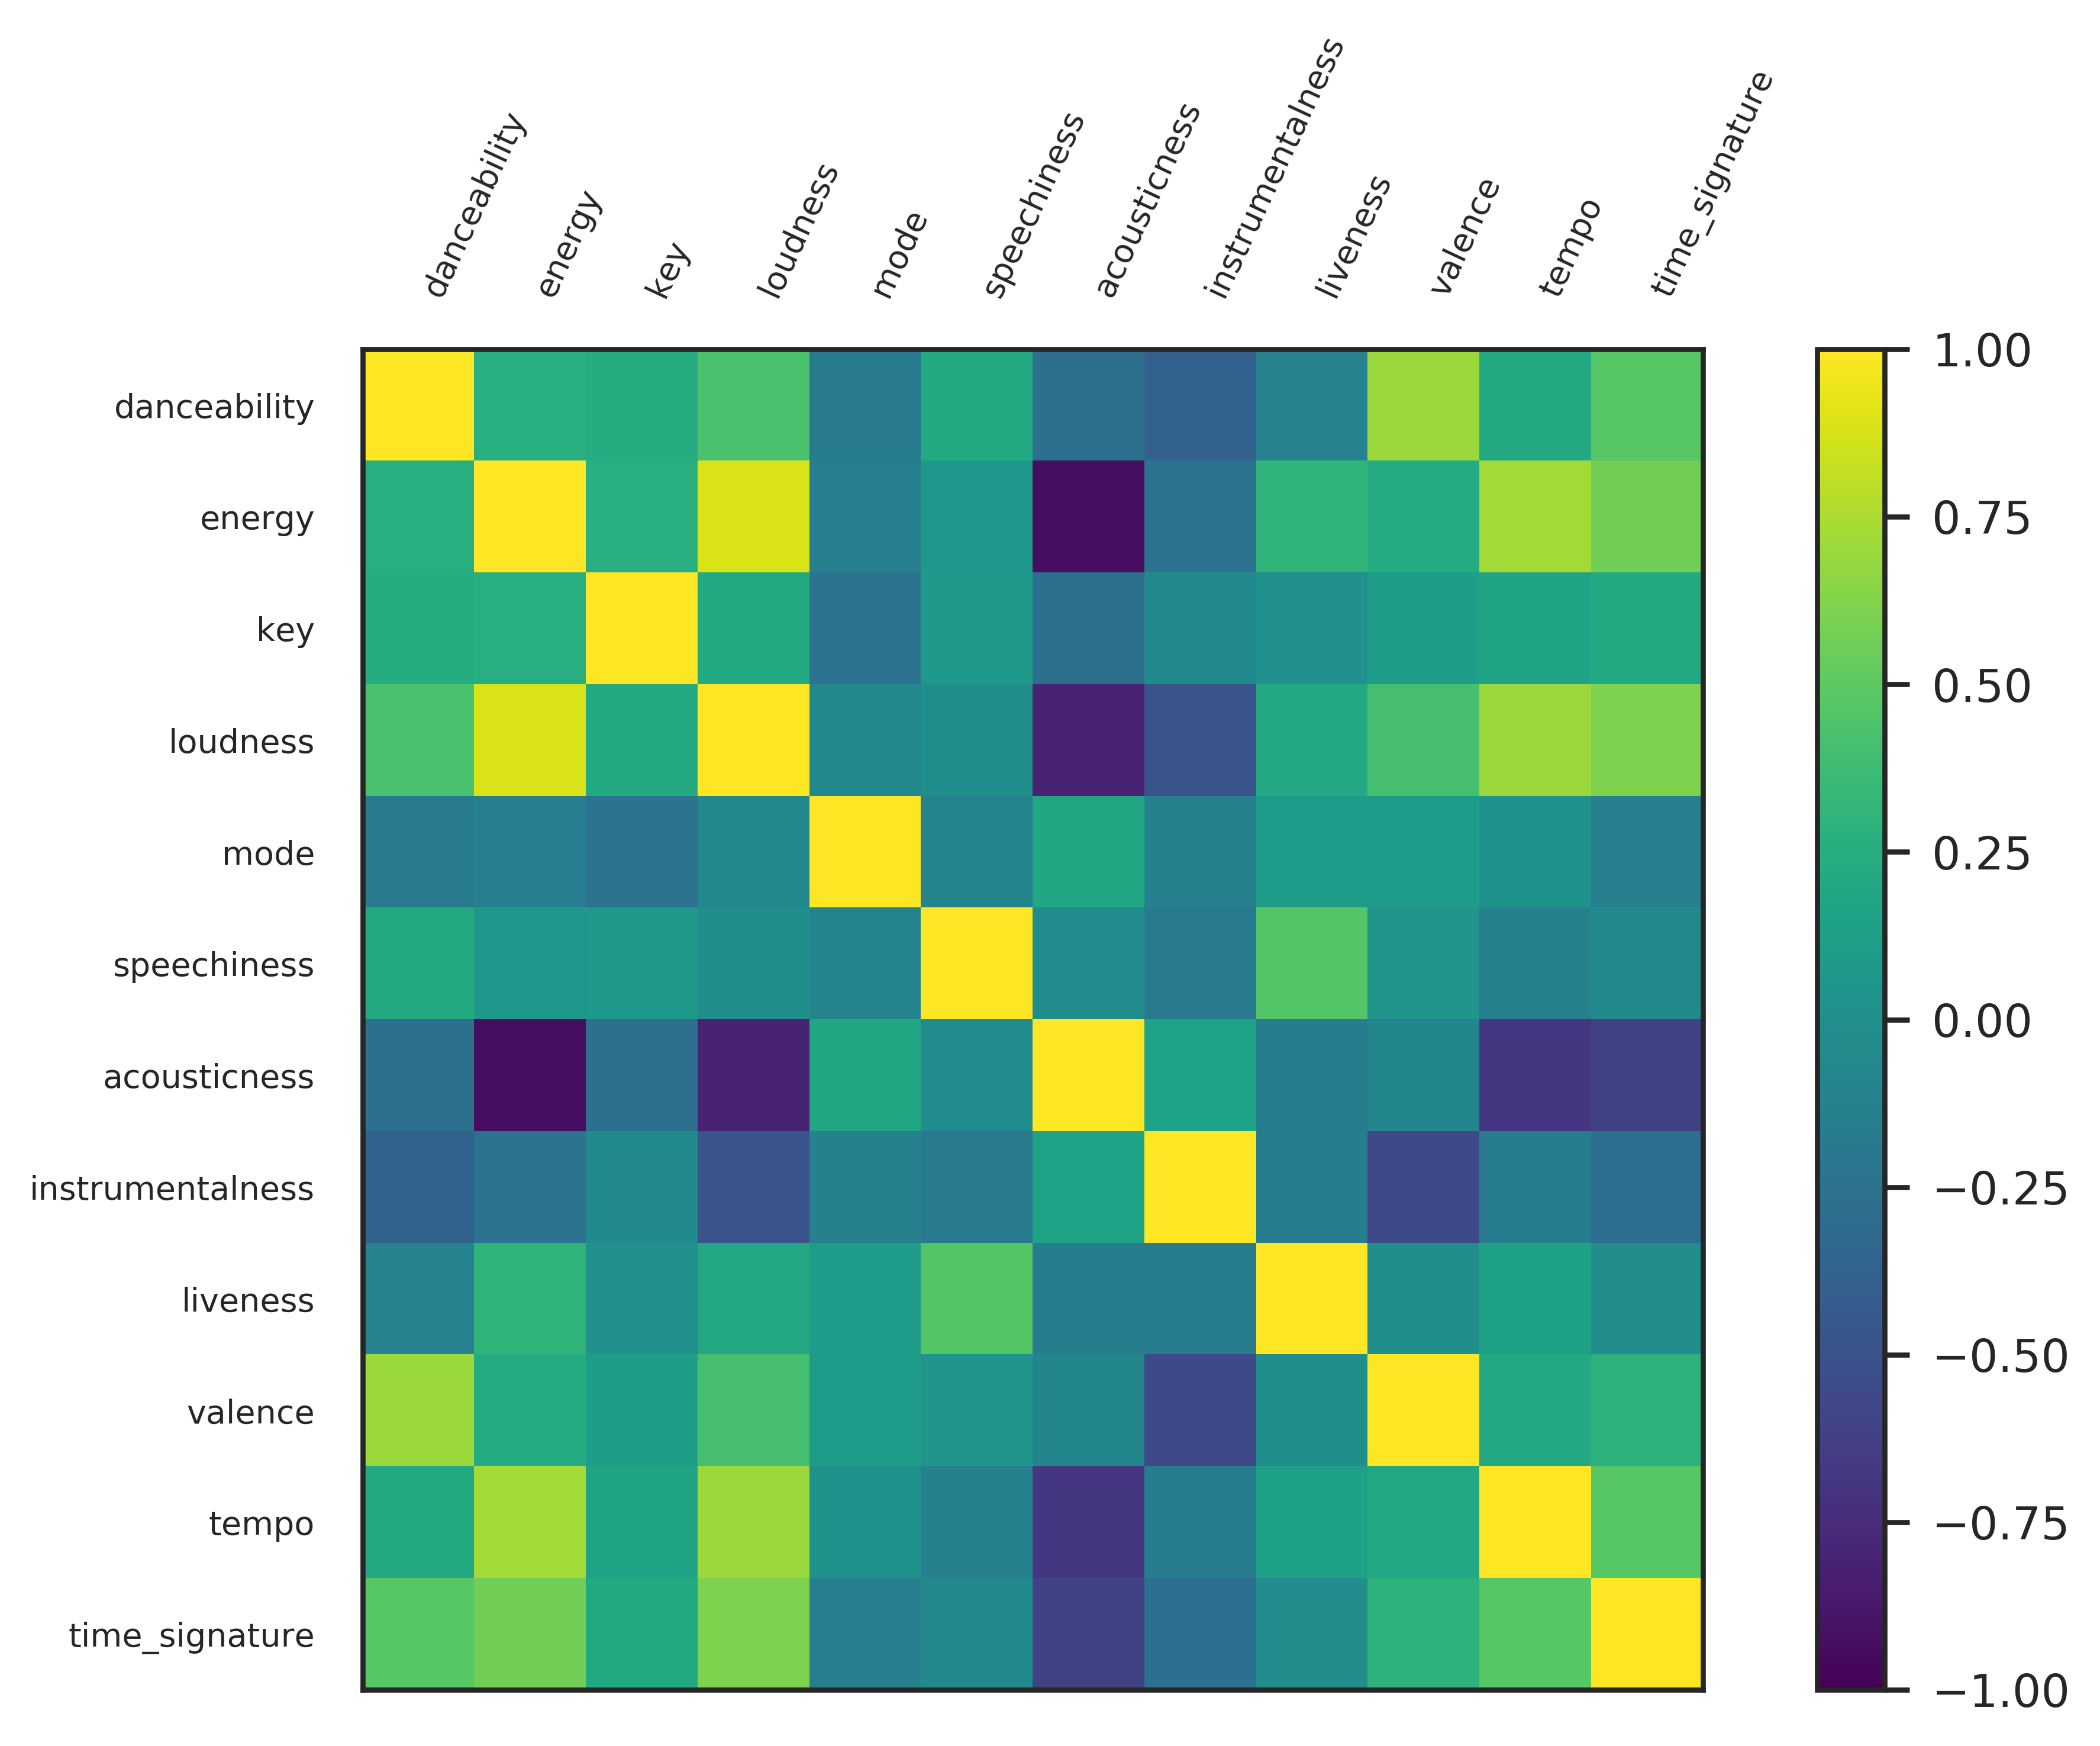 danceability
energy
key
loudness
mode
speechiness
acousticness
instrumentalness
liveness
valence
tempo
time_signature
danceability
energy
key
loudness
mode
speechiness
acousticness
instrumentalness
liveness
valence
tempo
time_signature
1.00
0.75
0.50
0.25
0.00
−0.25
−0.50
−0.75
−1.00